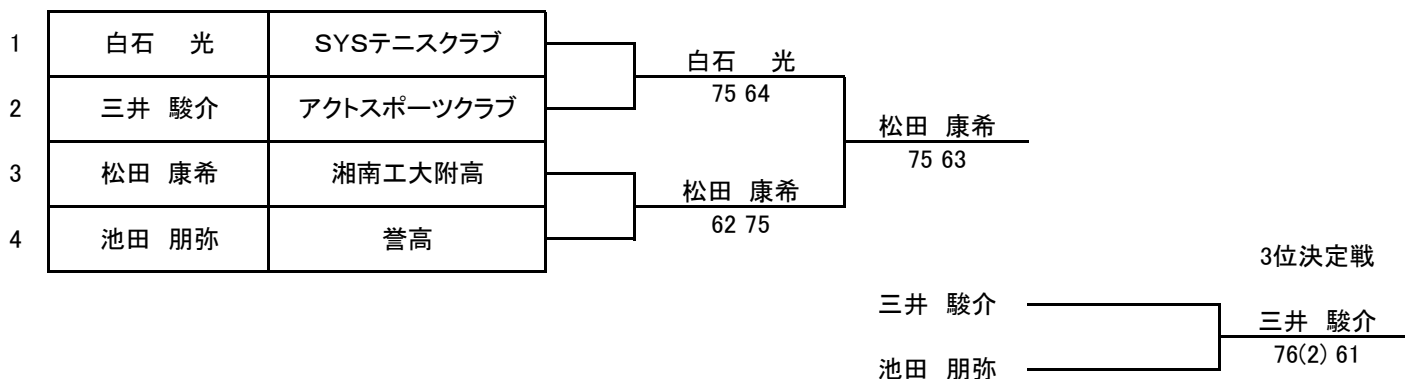 1 白石 光 SYSテニスクラブ
白石 光
75 64
2 三井 駿介 アクトスポーツクラブ
松田 康希
75 63
3 松田 康希 湘南工大附高
松田 康希
62 75
4 池田 朋弥 誉高
3位決定戦
三井 駿介
三井 駿介
76(2) 61
池田 朋弥